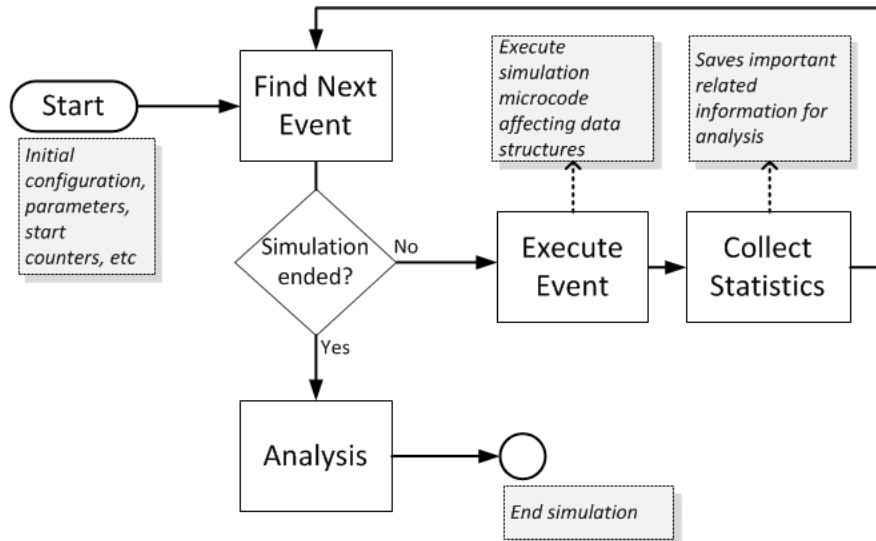 Start
Initial
configuration,
parameters,
start
counters, etc
Find Next
Event
Execute
simulation
microcode
affecting data
structures
Saves important
related
information for
analysis
Simulation
ended?
No
Execute
Event
Collect
Statistics
Yes
Analysis
End simulation